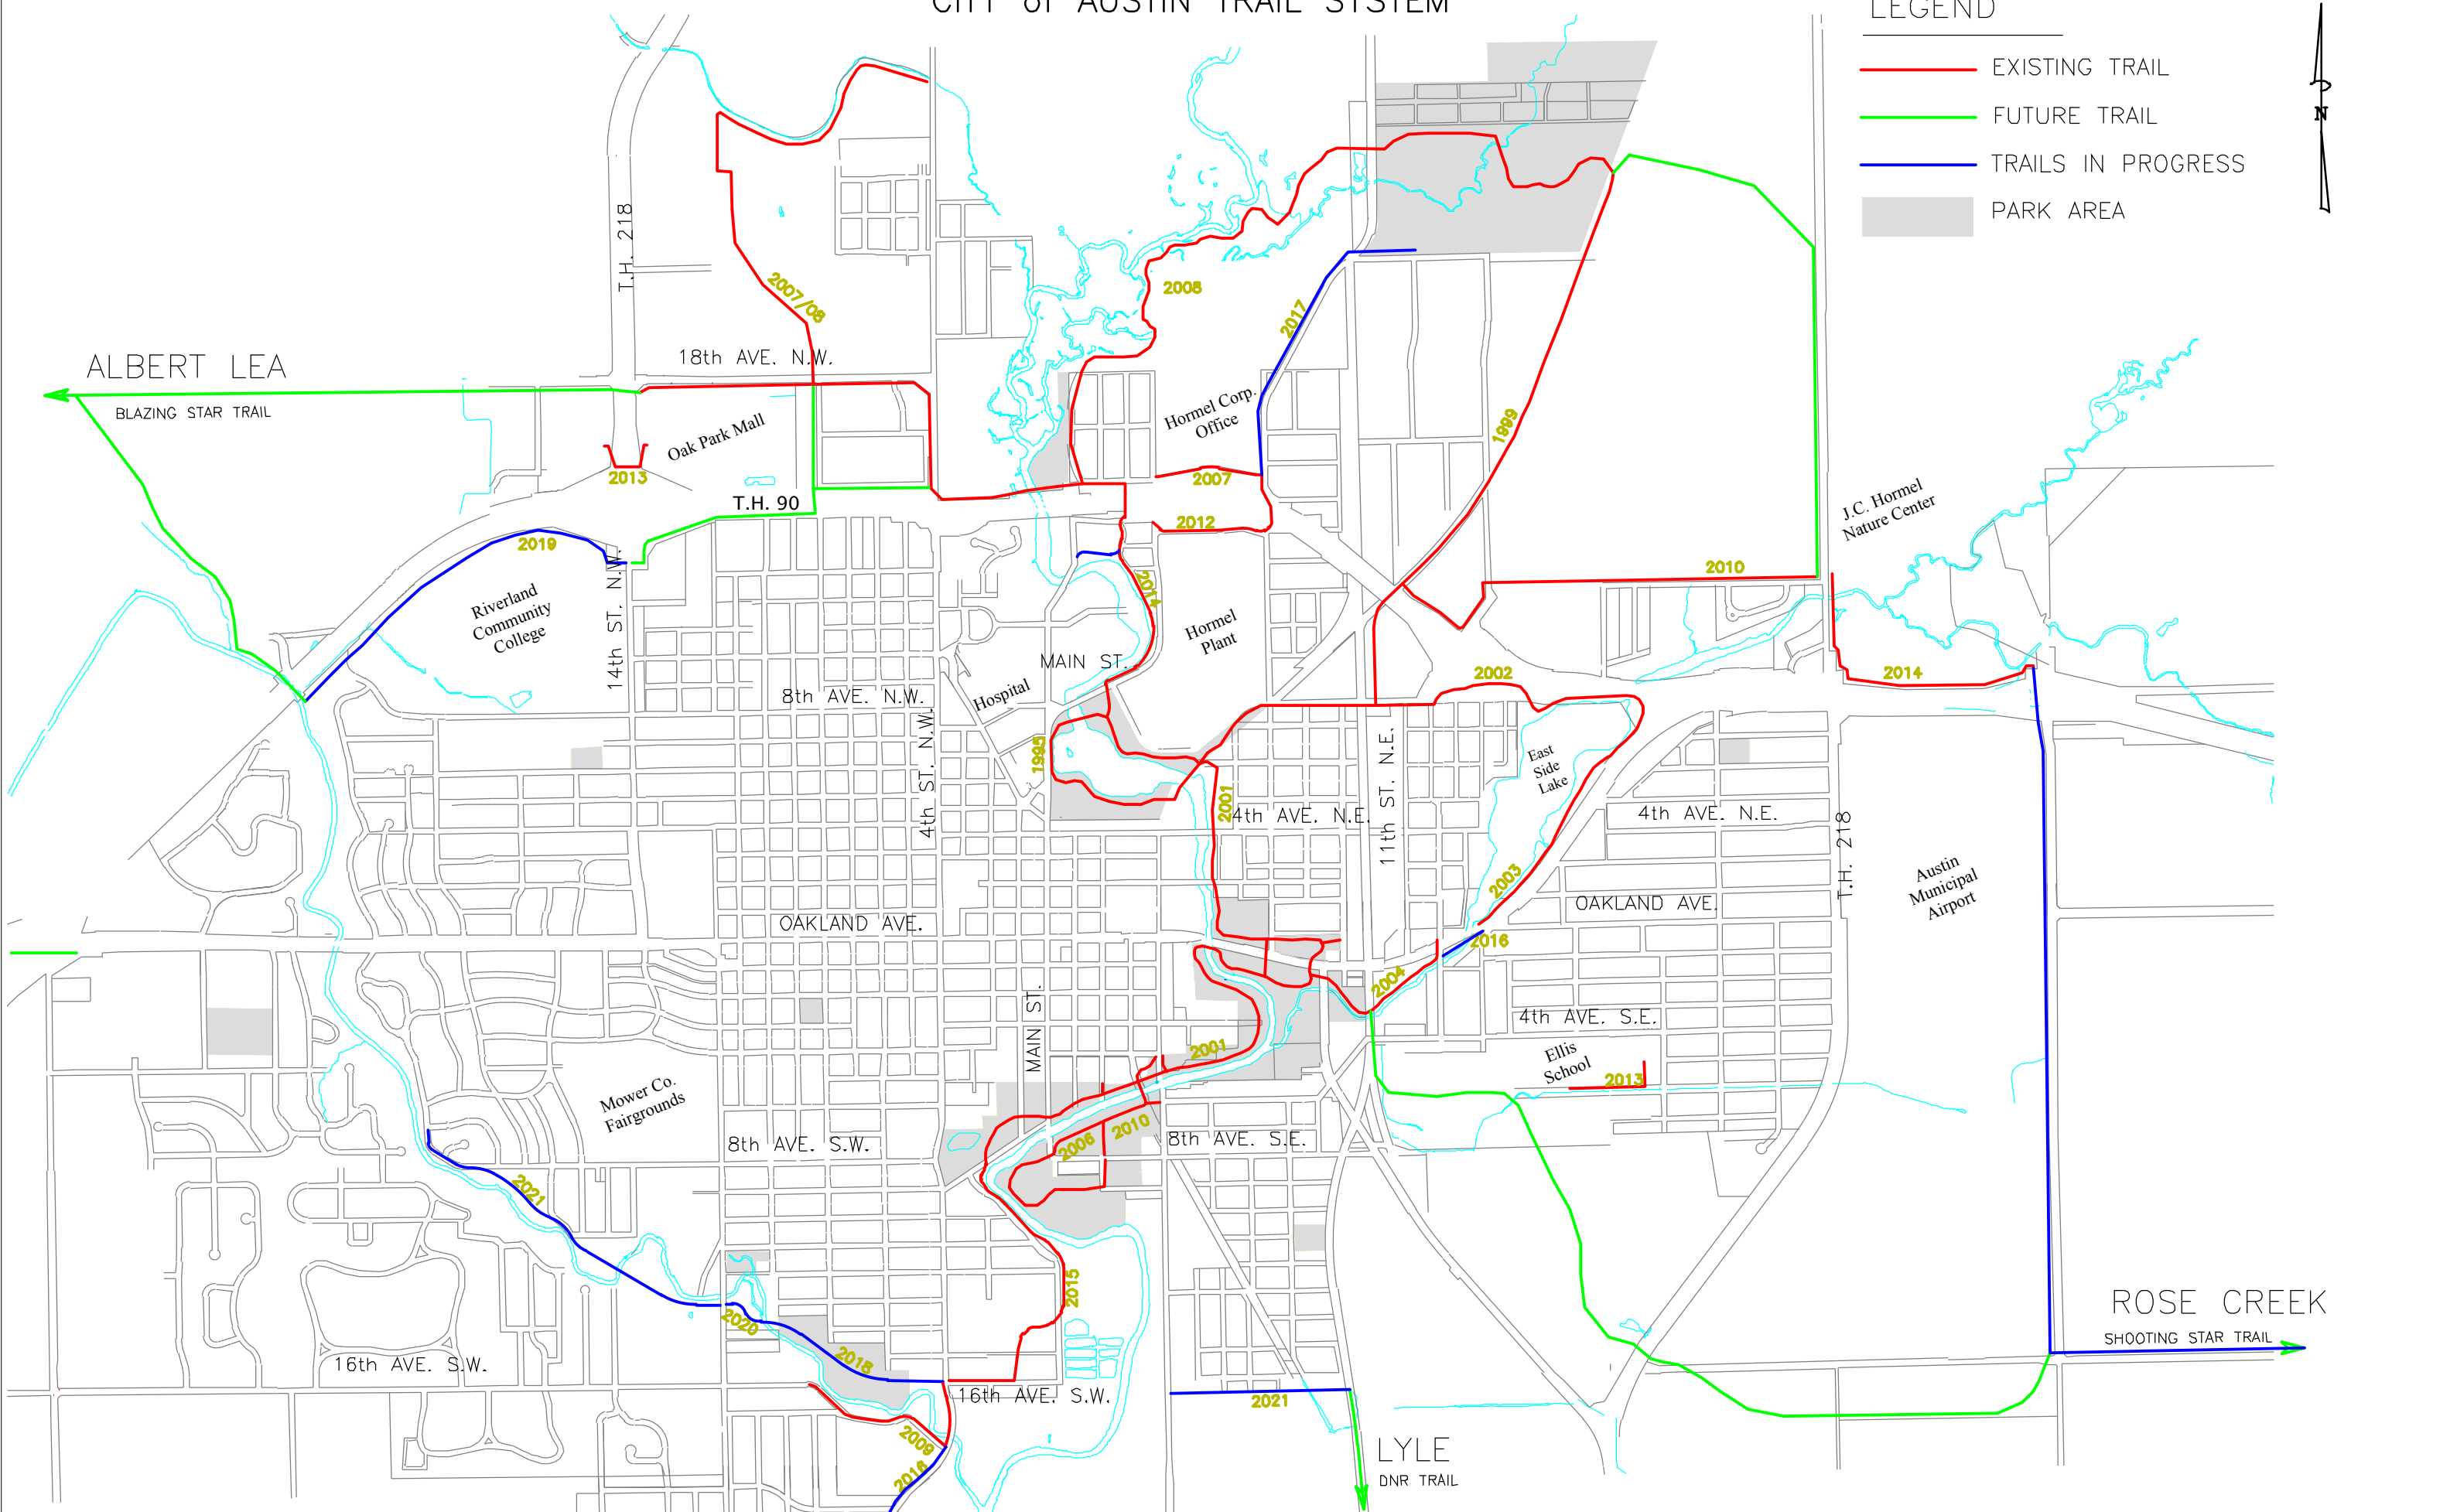 CITY of AUSTIN TRAIL SYSTEM
LEGEND
EXISTING TRAIL
FUTURE TRAIL
TRAILS IN PROGRESS
PARK AREA
N
T.H. 218
2007/08
2008
2017
18th AVE. N.W.
ALBERT LEA
BLAZING STAR TRAIL
Oak Park Mall
2013
T.H. 90
Hormel Corp.
Office
1999
2007
2012
J.C. Hormel
Nature Center
2019
14th ST. N.W.
Riverland
Community
College
2014
Hormel
Plant
2010
MAIN ST.
8th AVE. N.W.
Hospital
4th ST. N.W.
2002
2014
1995
East
Side
Lake
2001
4th AVE. N.E.
11th ST. N.E.
4th AVE. N.E.
T.H. 218
Austin
Municipal
Airport
2003
OAKLAND AVE.
OAKLAND AVE.
2016
2004
MAIN ST.
4th AVE. S.E.
2001
Ellis
School
2013
Mower Co.
Fairgrounds
8th AVE. S.W.
2006
2010
8th AVE. S.E.
2021
2015
2020
2018
16th AVE. S.W.
16th AVE. S.W.
2021
ROSE CREEK
SHOOTING STAR TRAIL
2009
2016
LYLE
DNR TRAIL